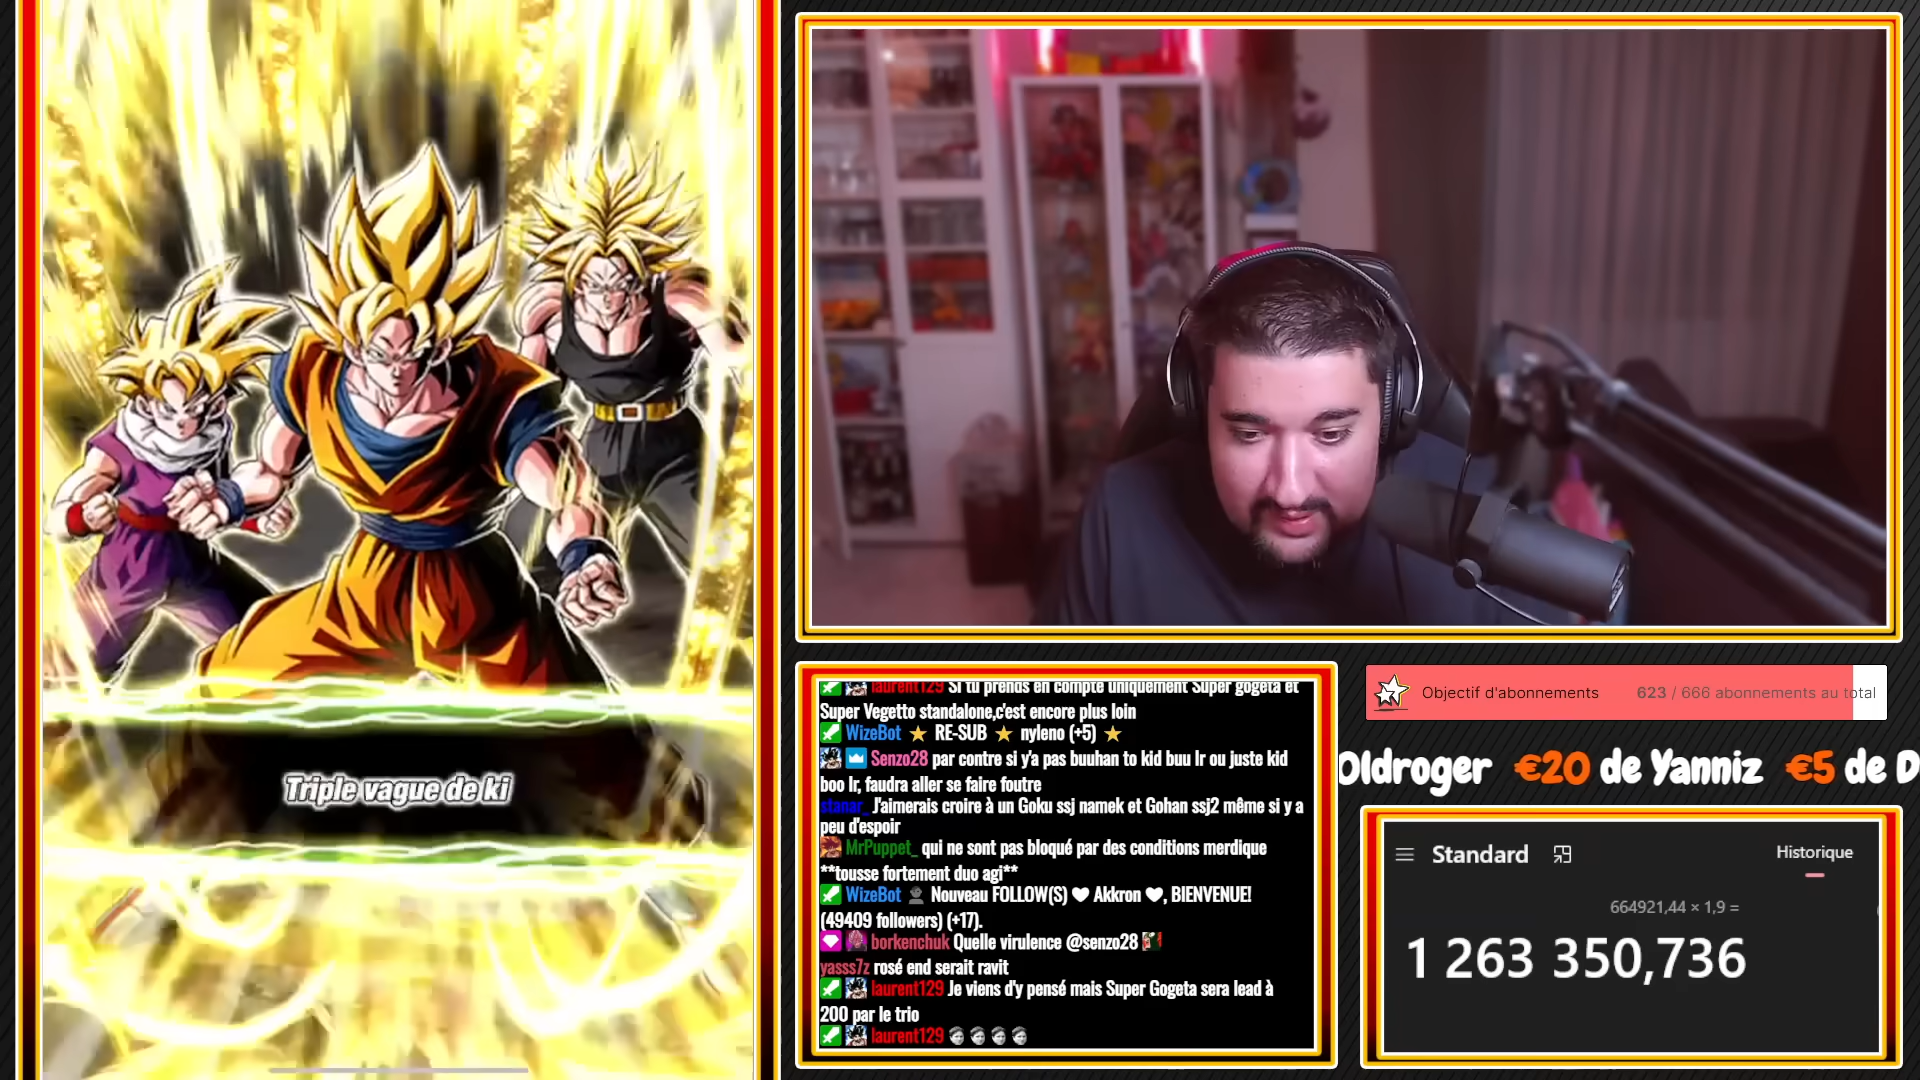 Triple vague de ki
laurent129 Si tu prends en compte uniquement Super gogeta et
Super Vegetto standalone,c'est encore plus loin
WizeBot RE-SUB nyleno (+5)
Senzo28 par contre si y'a pas buuhan to kid buu lr ou juste kid
boo lr, faudra aller se faire foutre
stanar_ J'aimerais croire à un Goku ssj namek et Gohan ssj2 même si y a
peu d'espoir
MrPuppet_ qui ne sont pas bloqué par des conditions merdique
**tousse fortement duo agi**
WizeBot Nouveau FOLLOW(S) ❤ Akkron ❤, BIENVENUE!
(49409 followers) (+17).
borkenchuk Quelle virulence @senzo28
yasss7z rosé end serait ravit
laurent129 Je viens d'y pensé mais Super Gogeta sera lead à
200 par le trio
laurent129
Objectif d'abonnements 623 / 666 abonnements au total
Oldroger €20 de Yanniz €5 de D
Standard Historique
664921,44 × 1,9 =
1 263 350,736